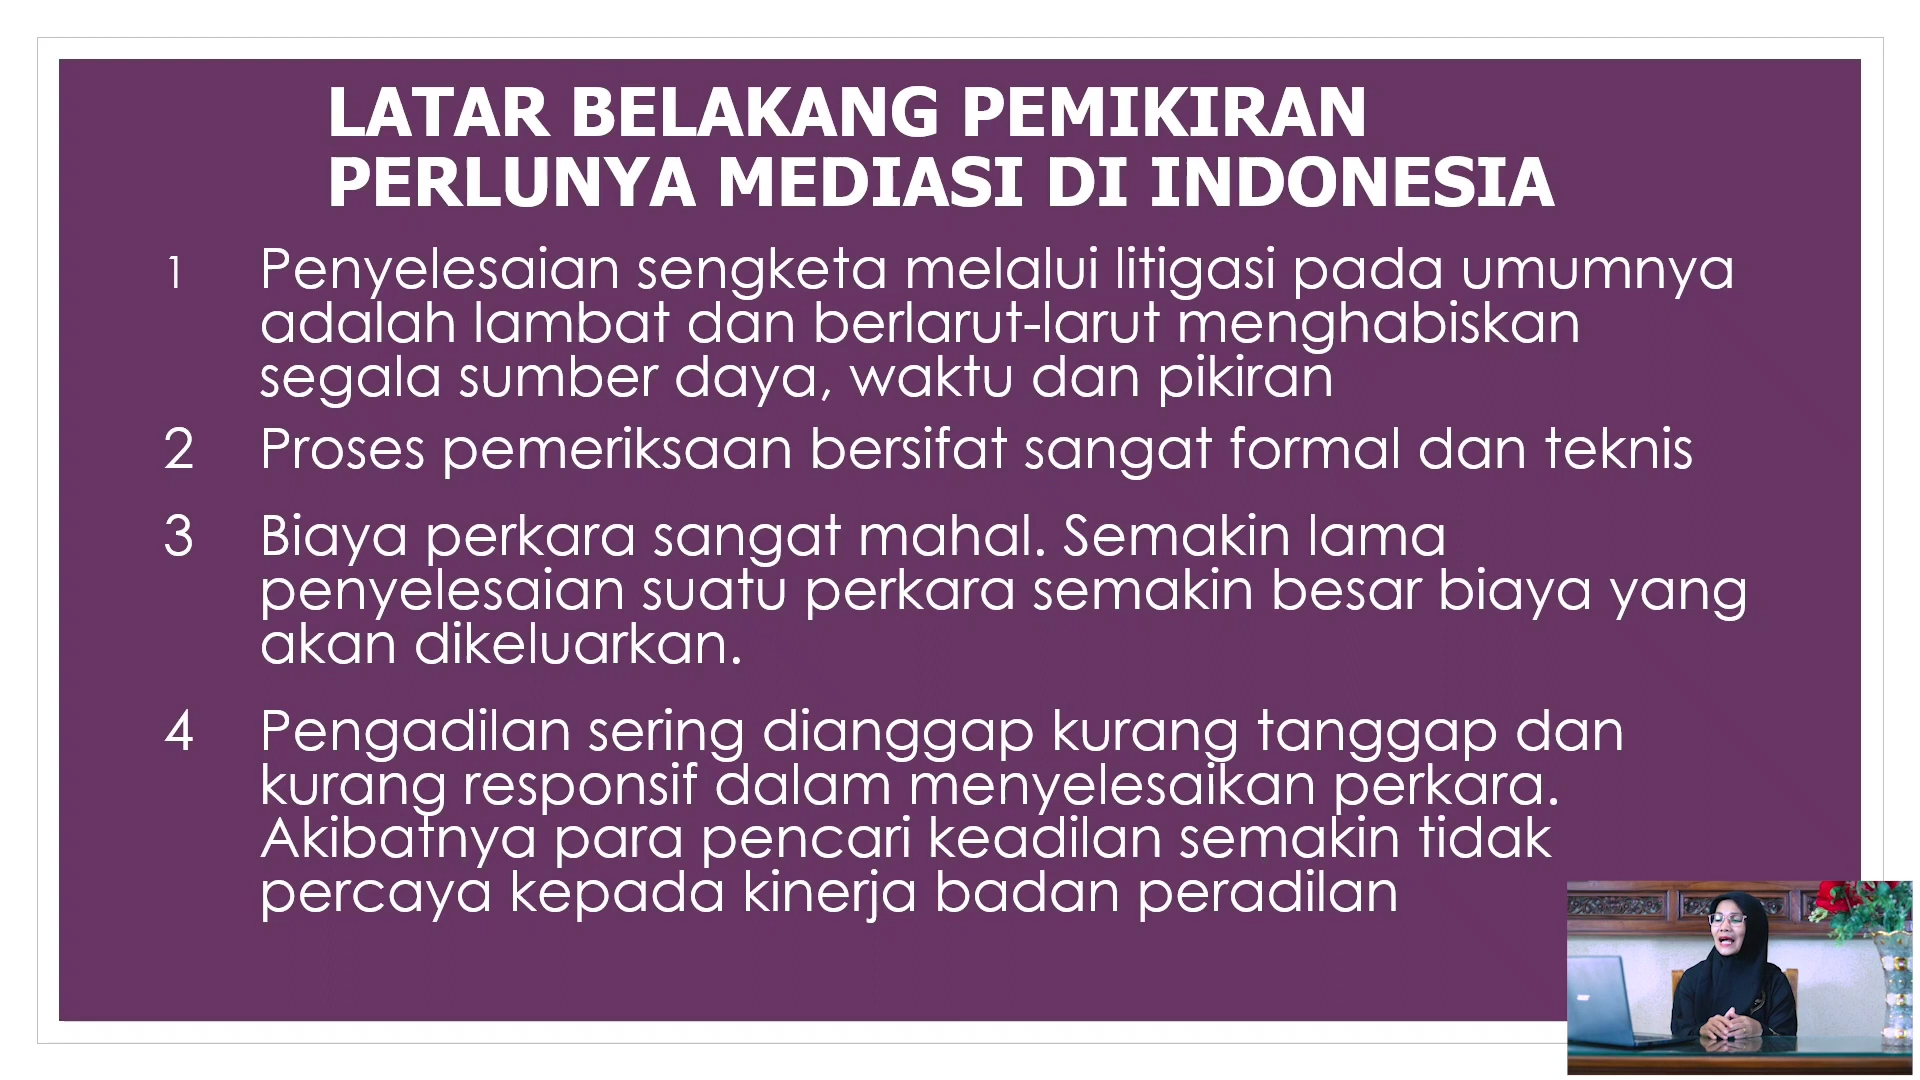 LATAR BELAKANG PEMIKIRAN
PERLUNYA MEDIASI DI INDONESIA
1 Penyelesaian sengketa melalui litigasi pada umumnya
adalah lambat dan berlarut-larut menghabiskan
segala sumber daya, waktu dan pikiran
2 Proses pemeriksaan bersifat sangat formal dan teknis
3 Biaya perkara sangat mahal. Semakin lama
penyelesaian suatu perkara semakin besar biaya yang
akan dikeluarkan.
4 Pengadilan sering dianggap kurang tanggap dan
kurang responsif dalam menyelesaikan perkara.
Akibatnya para pencari keadilan semakin tidak
percaya kepada kinerja badan peradilan